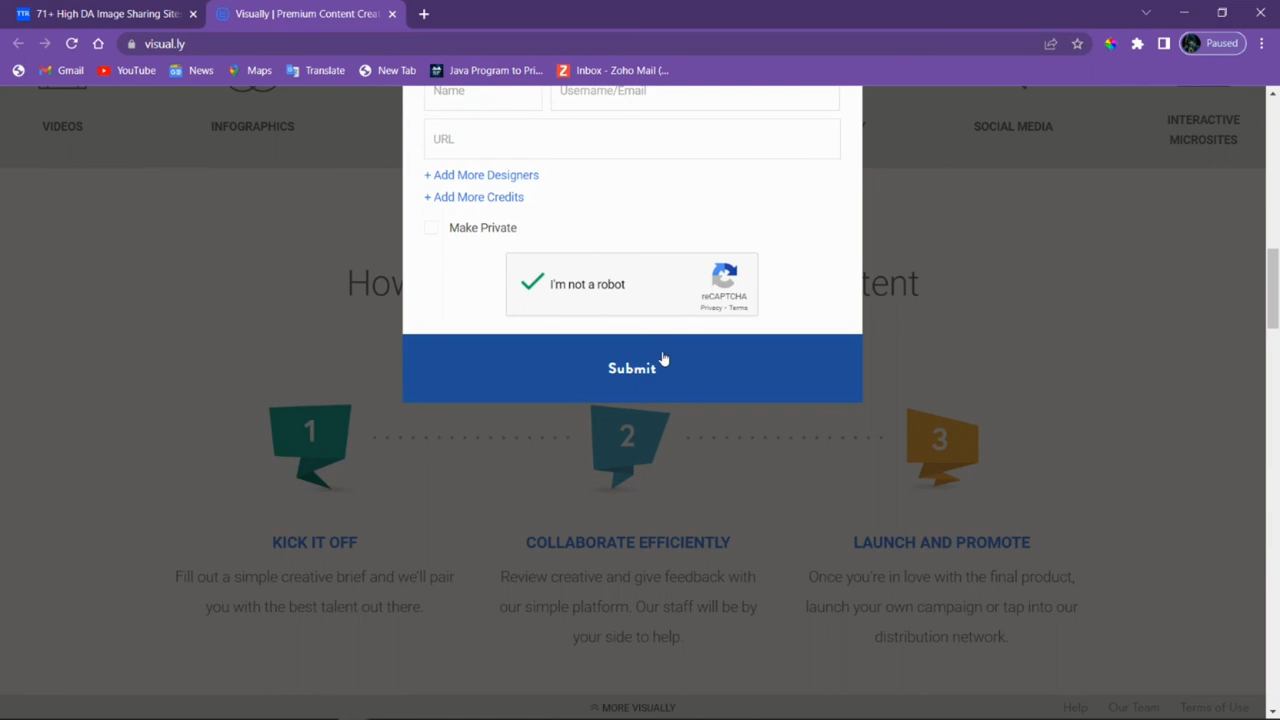 71+ High DA Image Sharing Site
Visually | Premium Content Creat
visual.ly
Paused
Gmail
YouTube
News
Maps
Translate
New Tab
Java Program to Pri...
Inbox - Zoho Mail (...
Name
Username/Email
VIDEOS
INFOGRAPHICS
SOCIAL MEDIA
INTERACTIVE
MICROSITES
URL
+ Add More Designers
+ Add More Credits
Make Private
I'm not a robot
reCAPTCHA
Privacy - Terms
How
tent
Submit
1
2
3
KICK IT OFF
Fill out a simple creative brief and we'll pair
you with the best talent out there.
COLLABORATE EFFICIENTLY
Review creative and give feedback with
our simple platform. Our staff will be by
your side to help.
LAUNCH AND PROMOTE
Once you're in love with the final product,
launch your own campaign or tap into our
distribution network.
MORE VISUALLY
Help
Our Team
Terms of Use